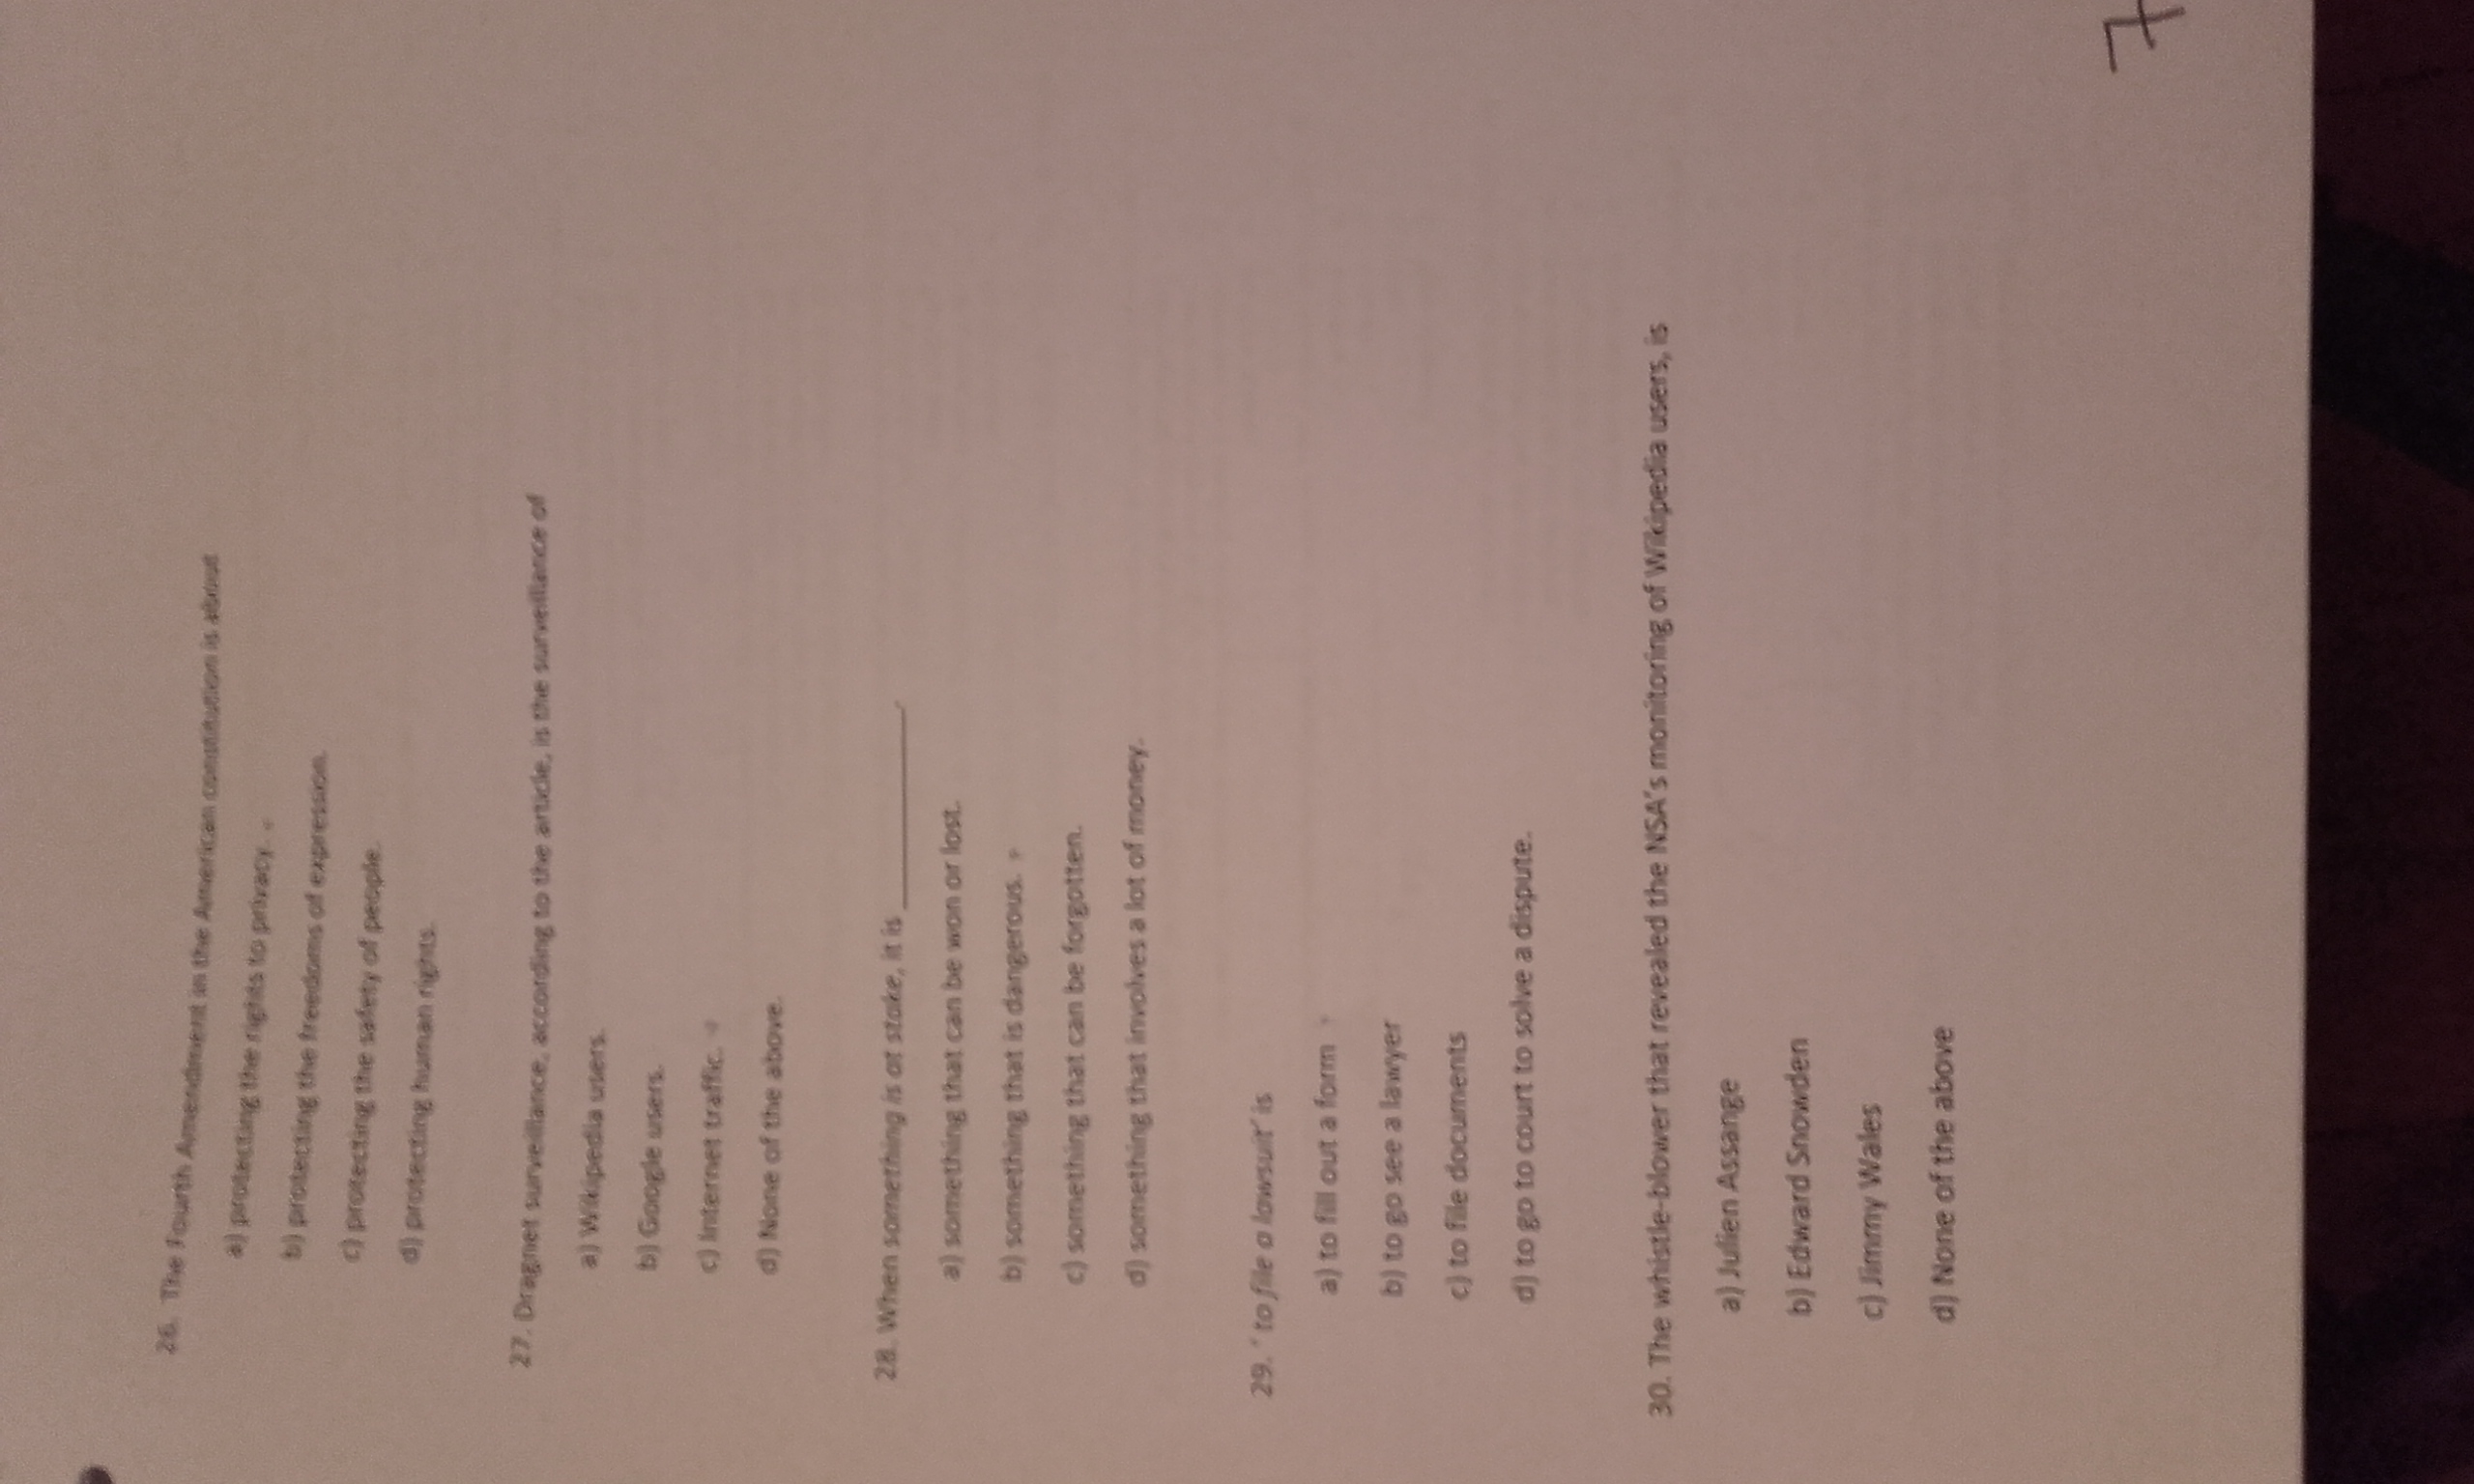 26. The Fourth Amendment in the American constitution is about
a) protecting the rights to privacy.
b) protecting the freedoms of expression.
c) protecting the safety of people.
d) protecting human rights.
27. Dragnet surveillance, according to the article, is the surveillance of
a) Wikipedia users.
b) Google users.
c) Internet traffic.
d) None of the above.
28. When something is at stake, it is ____________.
a) something that can be won or lost.
b) something that is dangerous.
c) something that can be forgotten.
d) something that involves a lot of money.
29. ‘ to file a lawsuit’ is
a) to fill out a form
b) to go see a lawyer
c) to file documents
d) to go to court to solve a dispute.
30. The whistle-blower that revealed the NSA’s monitoring of Wikipedia users, is
a) Julien Assange
b) Edward Snowden
c) Jimmy Wales
d) None of the above
7